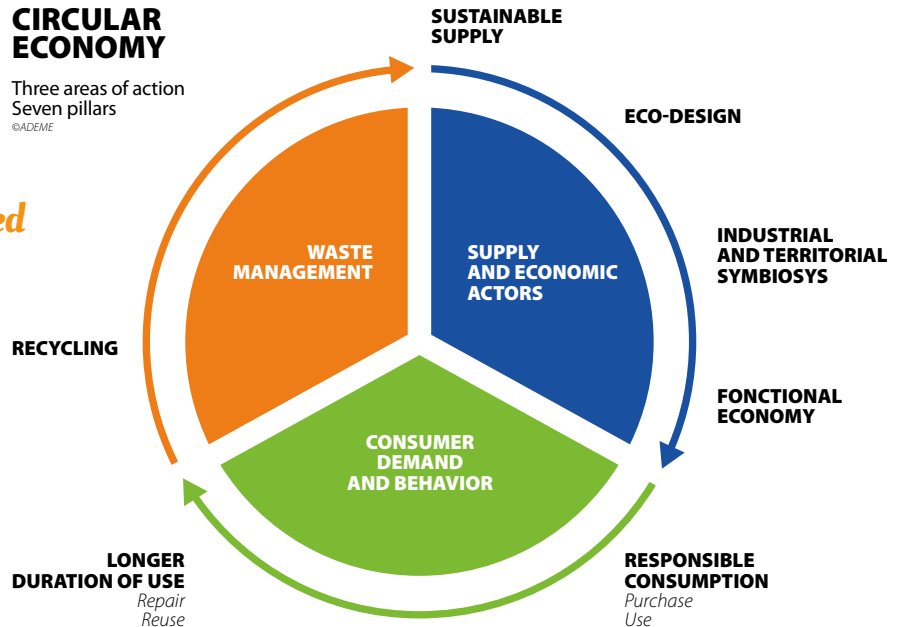 CIRCULAR
ECONOMY
Three areas of action
Seven pillars
©ADEME
ed
SUSTAINABLE
SUPPLY
ECO-DESIGN
INDUSTRIAL
AND TERRITORIAL
SYMBIOSYS
FONCTIONAL
ECONOMY
RESPONSIBLE
CONSUMPTION
Purchase
Use
LONGER
DURATION OF USE
Repair
Reuse
RECYCLING
WASTE
MANAGEMENT
SUPPLY
AND ECONOMIC
ACTORS
CONSUMER
DEMAND
AND BEHAVIOR